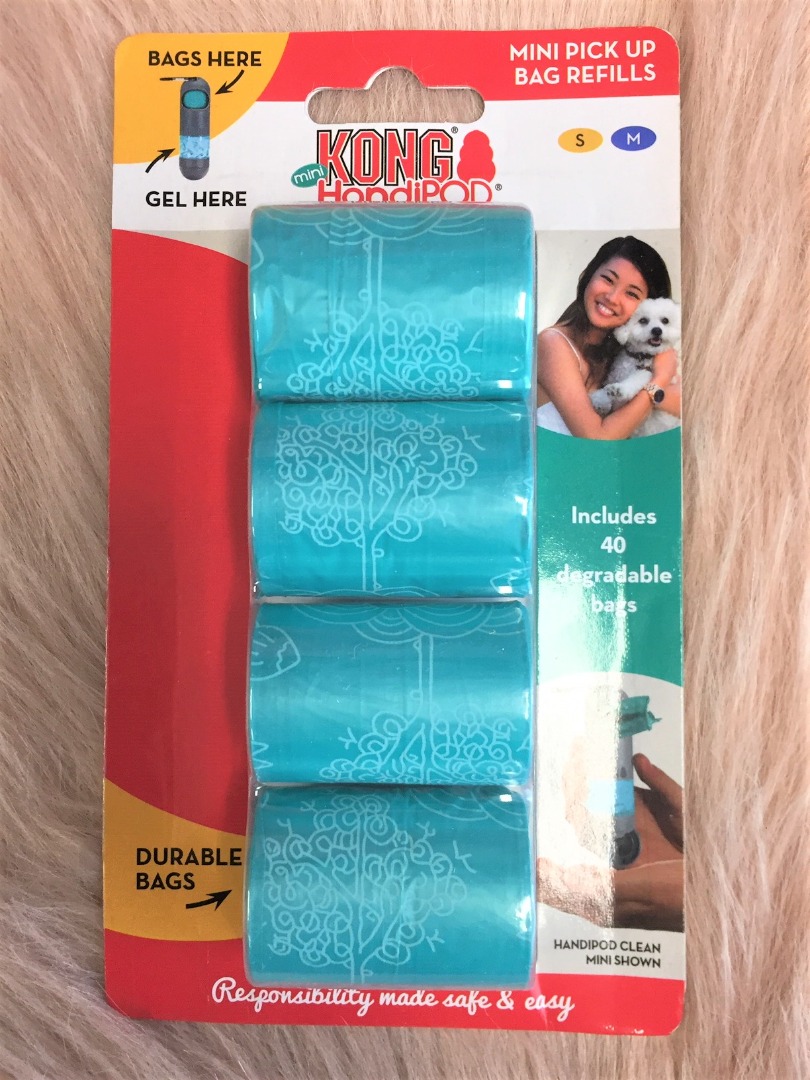 BAGS HERE
GEL HERE
MINI PICK UP
BAG REFILLS
S M
mini KONG®
HandiPOD®
Includes
40
degradable
bags
DURABLE
BAGS
HANDIPOD CLEAN
MINI SHOWN
Responsibility made safe & easy